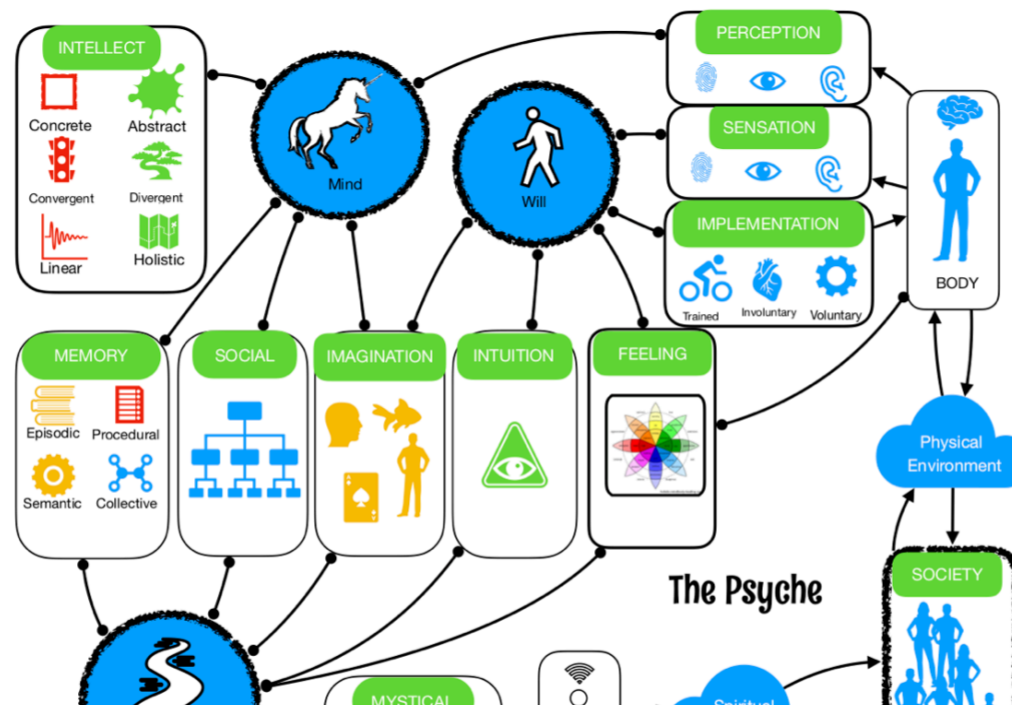 INTELLECT
Concrete
Abstract
Convergent
Divergent
Linear
Holistic
Mind
Will
PERCEPTION
SENSATION
IMPLEMENTATION
Trained
Involuntary
Voluntary
BODY
MEMORY
Episodic
Procedural
Semantic
Collective
SOCIAL
IMAGINATION
INTUITION
FEELING
Physical
Environment
The Psyche
SOCIETY
MYSTICAL
Spiritual